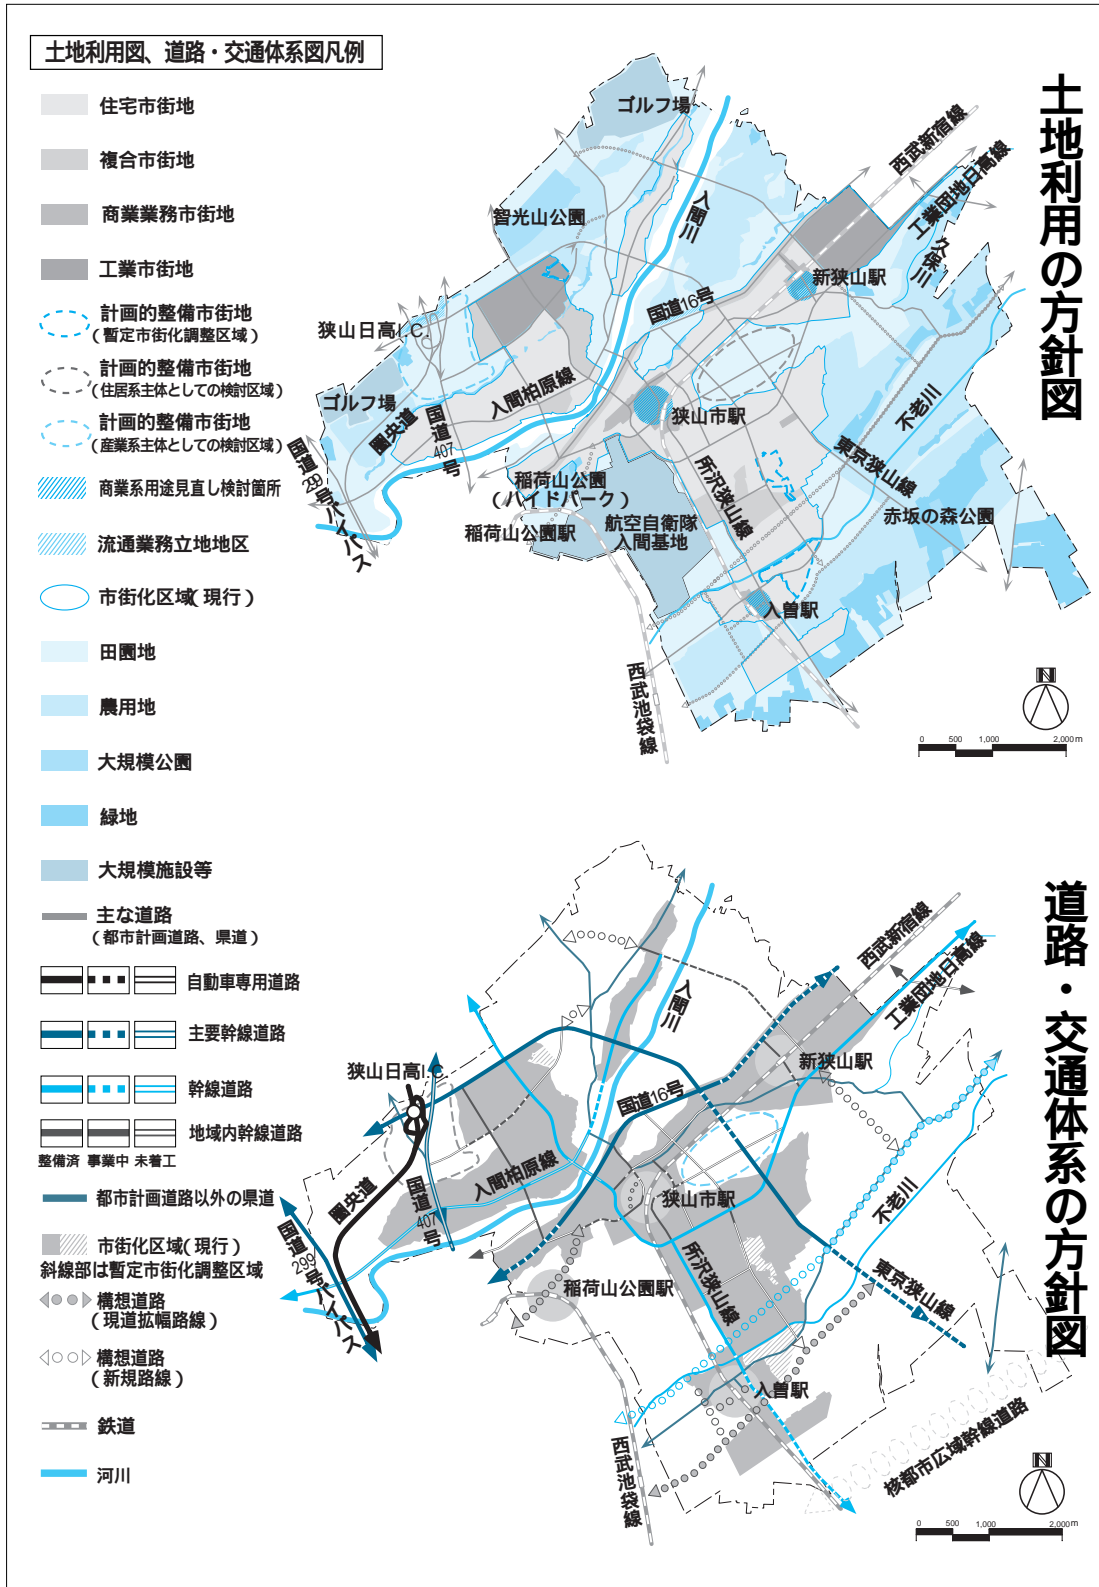 土地利用図、道路・交通体系図凡例
住宅市街地
複合市街地
商業業務市街地
工業市街地
計画的整備市街地
(暫定市街化調整区域)
計画的整備市街地
(住居系主体としての検討区域)
計画的整備市街地
(産業系主体としての検討区域)
商業系用途見直し検討箇所
流通業務立地地区
市街化区域(現行)
田園地
農用地
大規模公園
緑地
大規模施設等
主な道路
(都市計画道路、県道)
自動車専用道路
主要幹線道路
幹線道路
地域内幹線道路
整備済 事業中 未着工
都市計画道路以外の県道
市街化区域(現行)
斜線部は暫定市街化調整区域
構想道路
(現道拡幅路線)
構想道路
(新規路線)
鉄道
河川
土地利用の方針図
ゴルフ場
西武新宿線
工業団地日高線
久保川
智光山公園
入間川
新狭山駅
国道16号
狭山日高I.C.
ゴルフ場
圏央道
国道407号
入間柏原線
狭山市駅
不老川
国道299号バイパス
稲荷山公園
(ハイドパーク)
稲荷山公園駅
航空自衛隊
入間基地
所沢狭山線
東京狭山線
赤坂の森公園
入曽駅
西武池袋線
N
0 500 1,000 2,000m
道路・交通体系の方針図
西武新宿線
工業団地日高線
入間川
新狭山駅
狭山日高I.C.
国道16号
入間柏原線
圏央道
国道407号
狭山市駅
不老川
国道299号バイパス
稲荷山公園駅
所沢狭山線
東京狭山線
入曽駅
西武池袋線
核都市広域幹線道路
N
0 500 1,000 2,000m